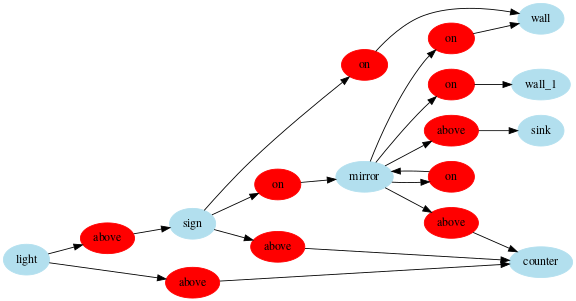 wall
on
on
on
wall_1
above
sink
mirror
on
on
sign
above
above
above
light
above
counter